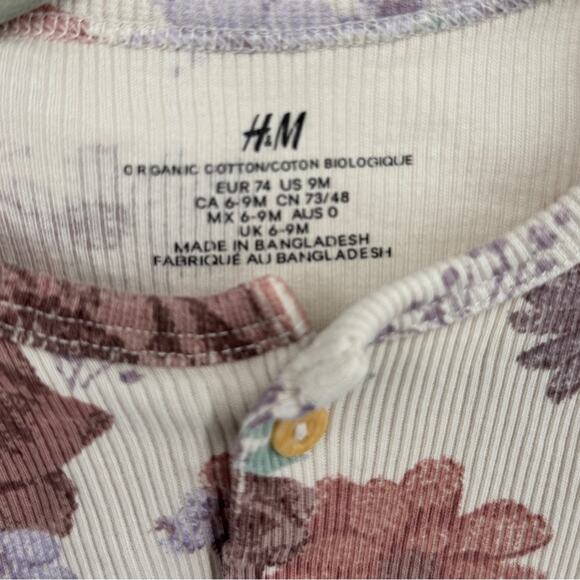 H&M
ORGANIC COTTON/COTON BIOLOGIQUE
EUR 74 US 9M
CA 6-9M CN 73/48
MX 6-9M AUS 0
UK 6-9M
MADE IN BANGLADESH
FABRIQUÉ AU BANGLADESH